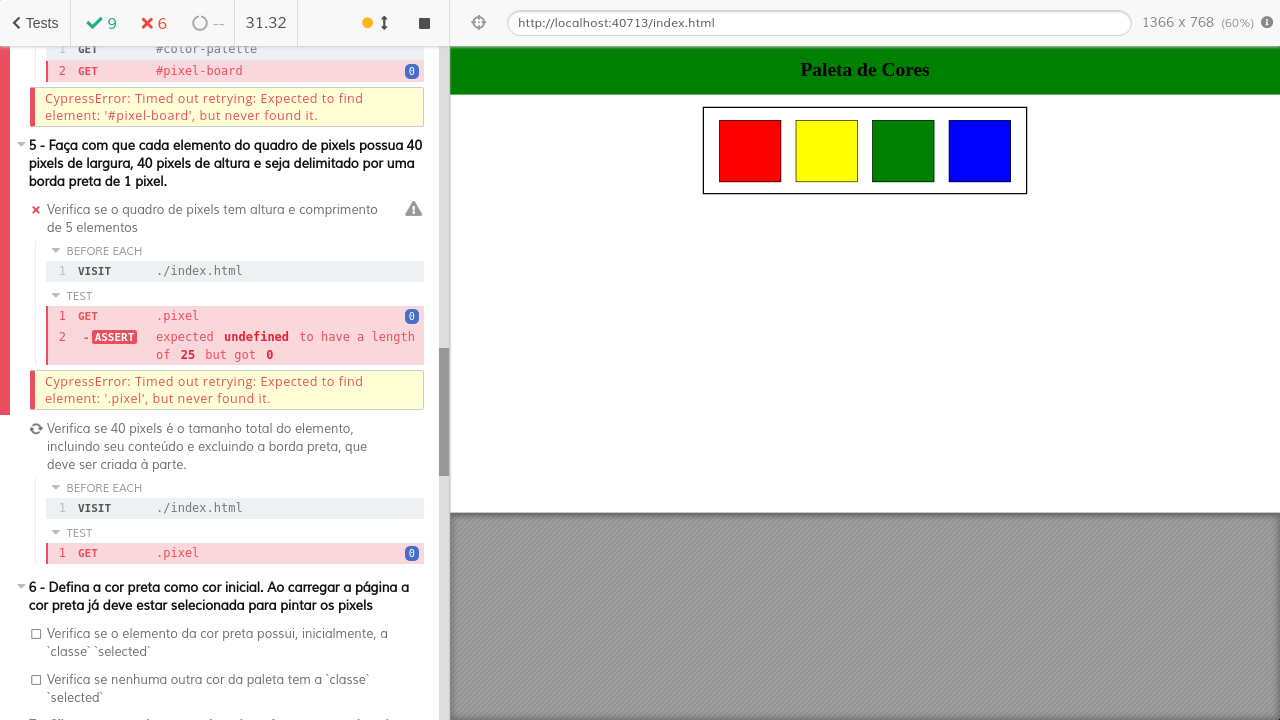 Tests
9
6
--
31.32
http://localhost:40713/index.html
1366 x 768 (60%)
1 GET #color-palette
2 GET #pixel-board 0
CypressError: Timed out retrying: Expected to find
element: '#pixel-board', but never found it.
5 - Faça com que cada elemento do quadro de pixels possua 40
pixels de largura, 40 pixels de altura e seja delimitado por uma
borda preta de 1 pixel.
Verifica se o quadro de pixels tem altura e comprimento
de 5 elementos
BEFORE EACH
1 VISIT ./index.html
TEST
1 GET .pixel 0
2 -ASSERT expected undefined to have a length
of 25 but got 0
CypressError: Timed out retrying: Expected to find
element: '.pixel', but never found it.
Verifica se 40 pixels é o tamanho total do elemento,
incluindo seu conteúdo e excluindo a borda preta, que
deve ser criada à parte.
BEFORE EACH
1 VISIT ./index.html
TEST
1 GET .pixel 0
6 - Defina a cor preta como cor inicial. Ao carregar a página a
cor preta já deve estar selecionada para pintar os pixels
Verifica se o elemento da cor preta possui, inicialmente, a
`classe` `selected`
Verifica se nenhuma outra cor da paleta tem a `classe`
`selected`
Paleta de Cores